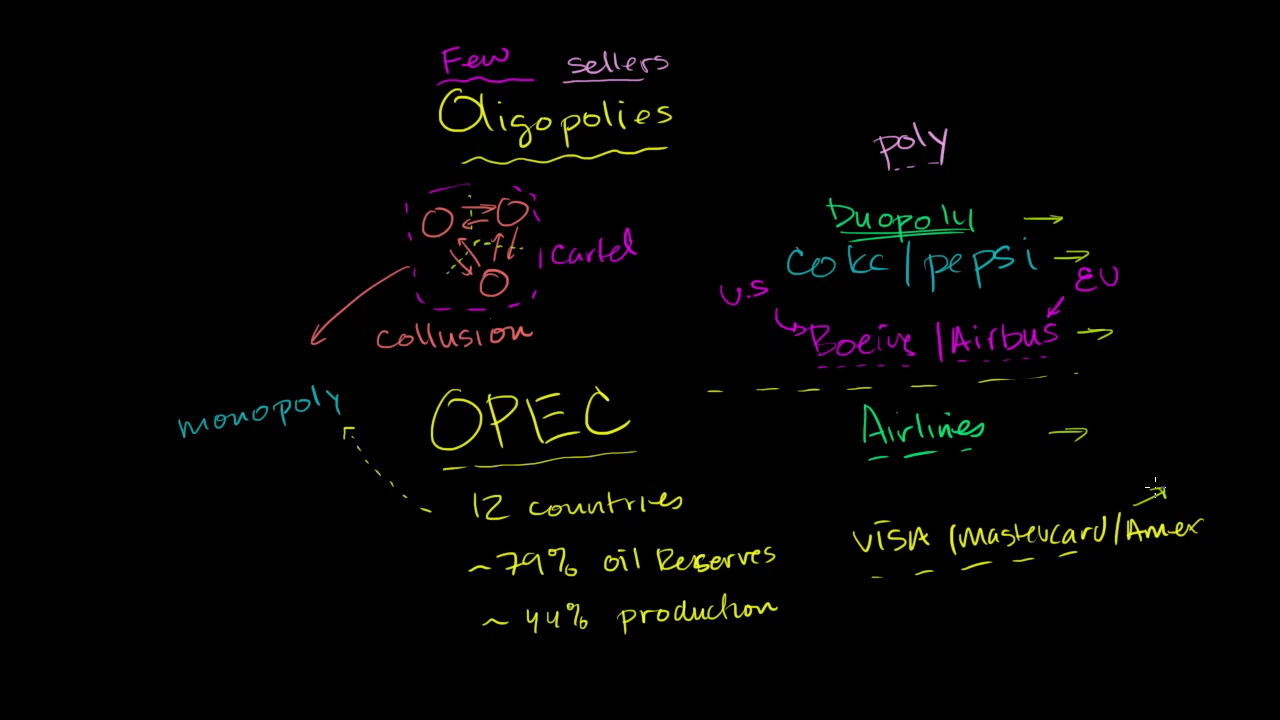 Few sellers
Oligopolies
cartel
collusion
monopoly
OPEC
12 countries
~79% oil Reserves
~44% production
poly
Duopoly
coke/pepsi
U.S
EU
Boeing/Airbus
Airlines
VISA/Mastercard/Amex